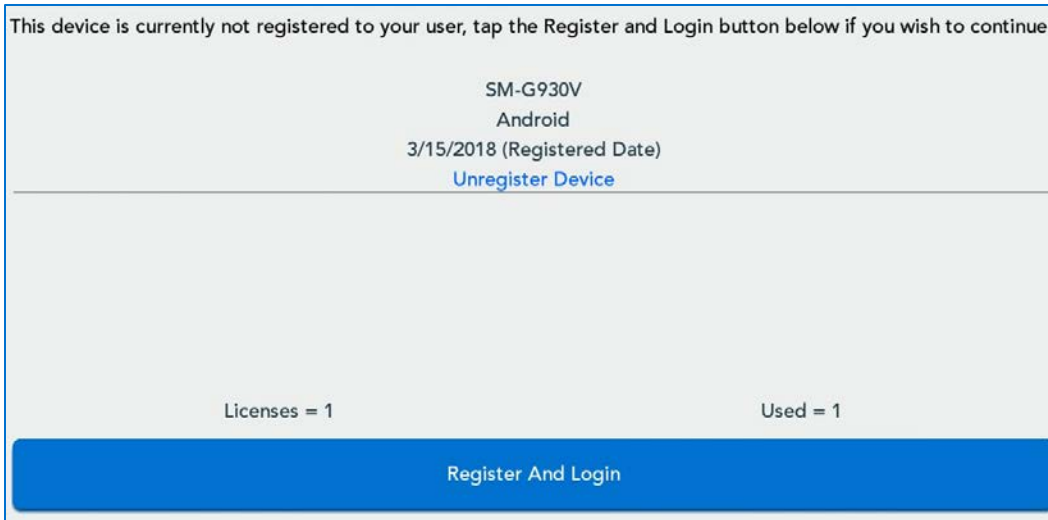 This device is currently not registered to your user, tap the Register and Login button below if you wish to continue
SM-G930V
Android
3/15/2018 (Registered Date)
Unregister Device
Licenses = 1 Used = 1
Register And Login